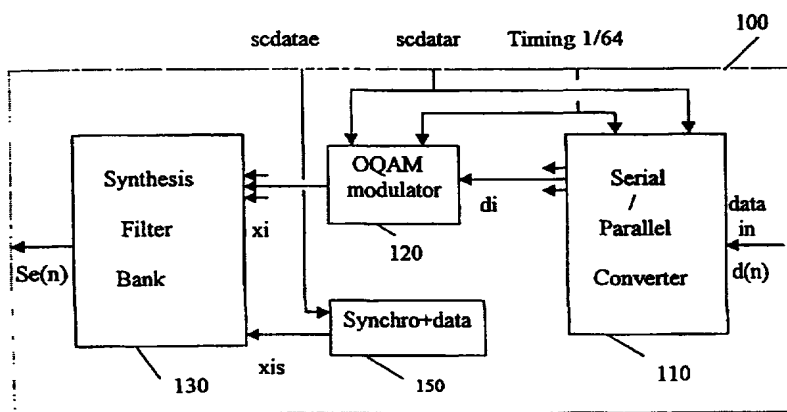 scdatae scdatar Timing 1/64 100
Synthesis
Filter
Bank
OQAM
modulator
Serial
/
Parallel
Converter
data
in
d(n)
di
xi
120
Se(n)
Synchro+data
xis
130
150
110